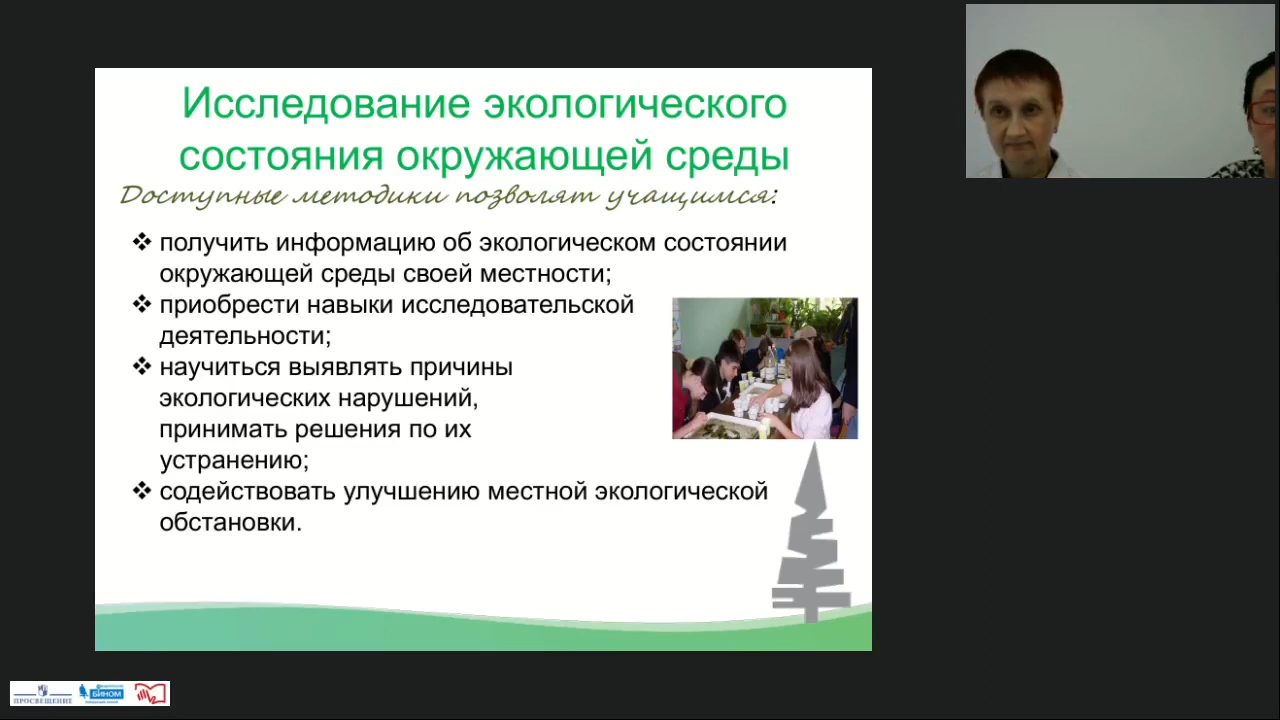 Исследование экологического
состояния окружающей среды
Доступные методики позволят учащимся:
❖ получить информацию об экологическом состоянии
окружающей среды своей местности;
❖ приобрести навыки исследовательской
деятельности;
❖ научиться выявлять причины
экологических нарушений,
принимать решения по их
устранению;
❖ содействовать улучшению местной экологической
обстановки.
ПРОСВЕЩЕНИЕ
БИНОМ